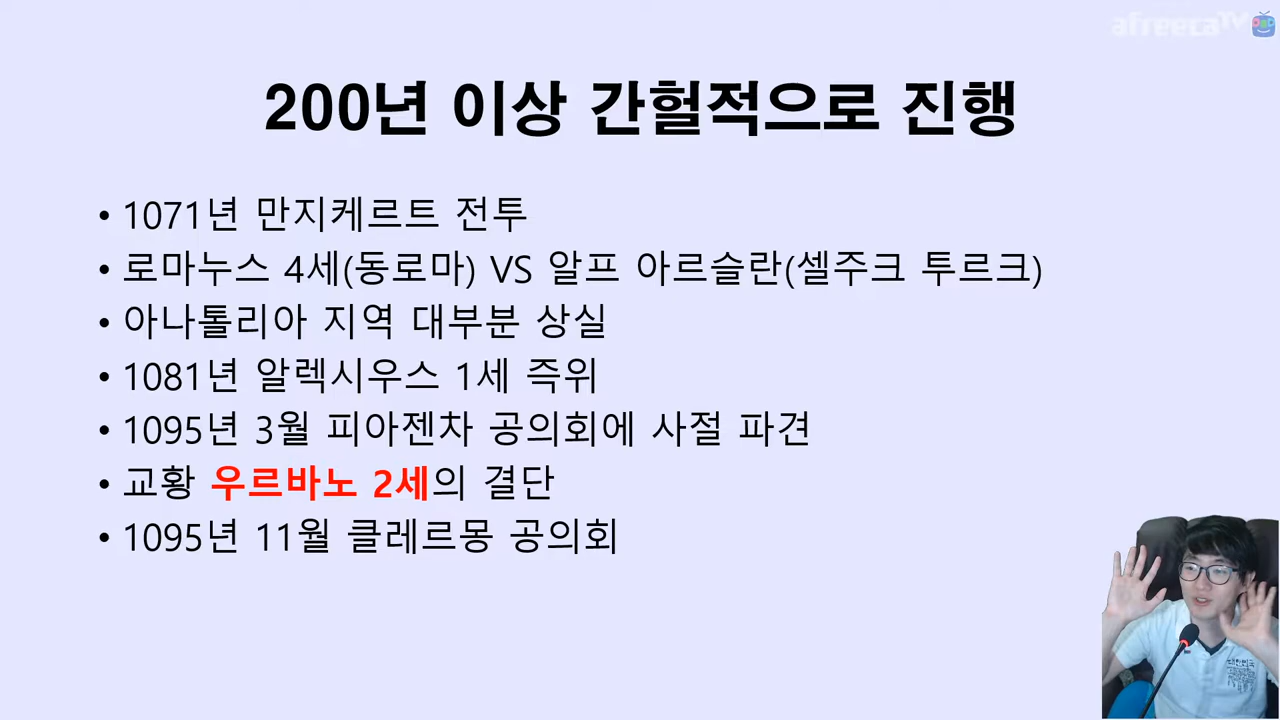 afreecaTV
200년 이상 간헐적으로 진행
• 1071년 만지케르트 전투
• 로마누스 4세(동로마) VS 알프 아르슬란(셀주크 투르크)
• 아나톨리아 지역 대부분 상실
• 1081년 알렉시우스 1세 즉위
• 1095년 3월 피아젠차 공의회에 사절 파견
• 교황 우르바노 2세의 결단
• 1095년 11월 클레르몽 공의회
대한민국